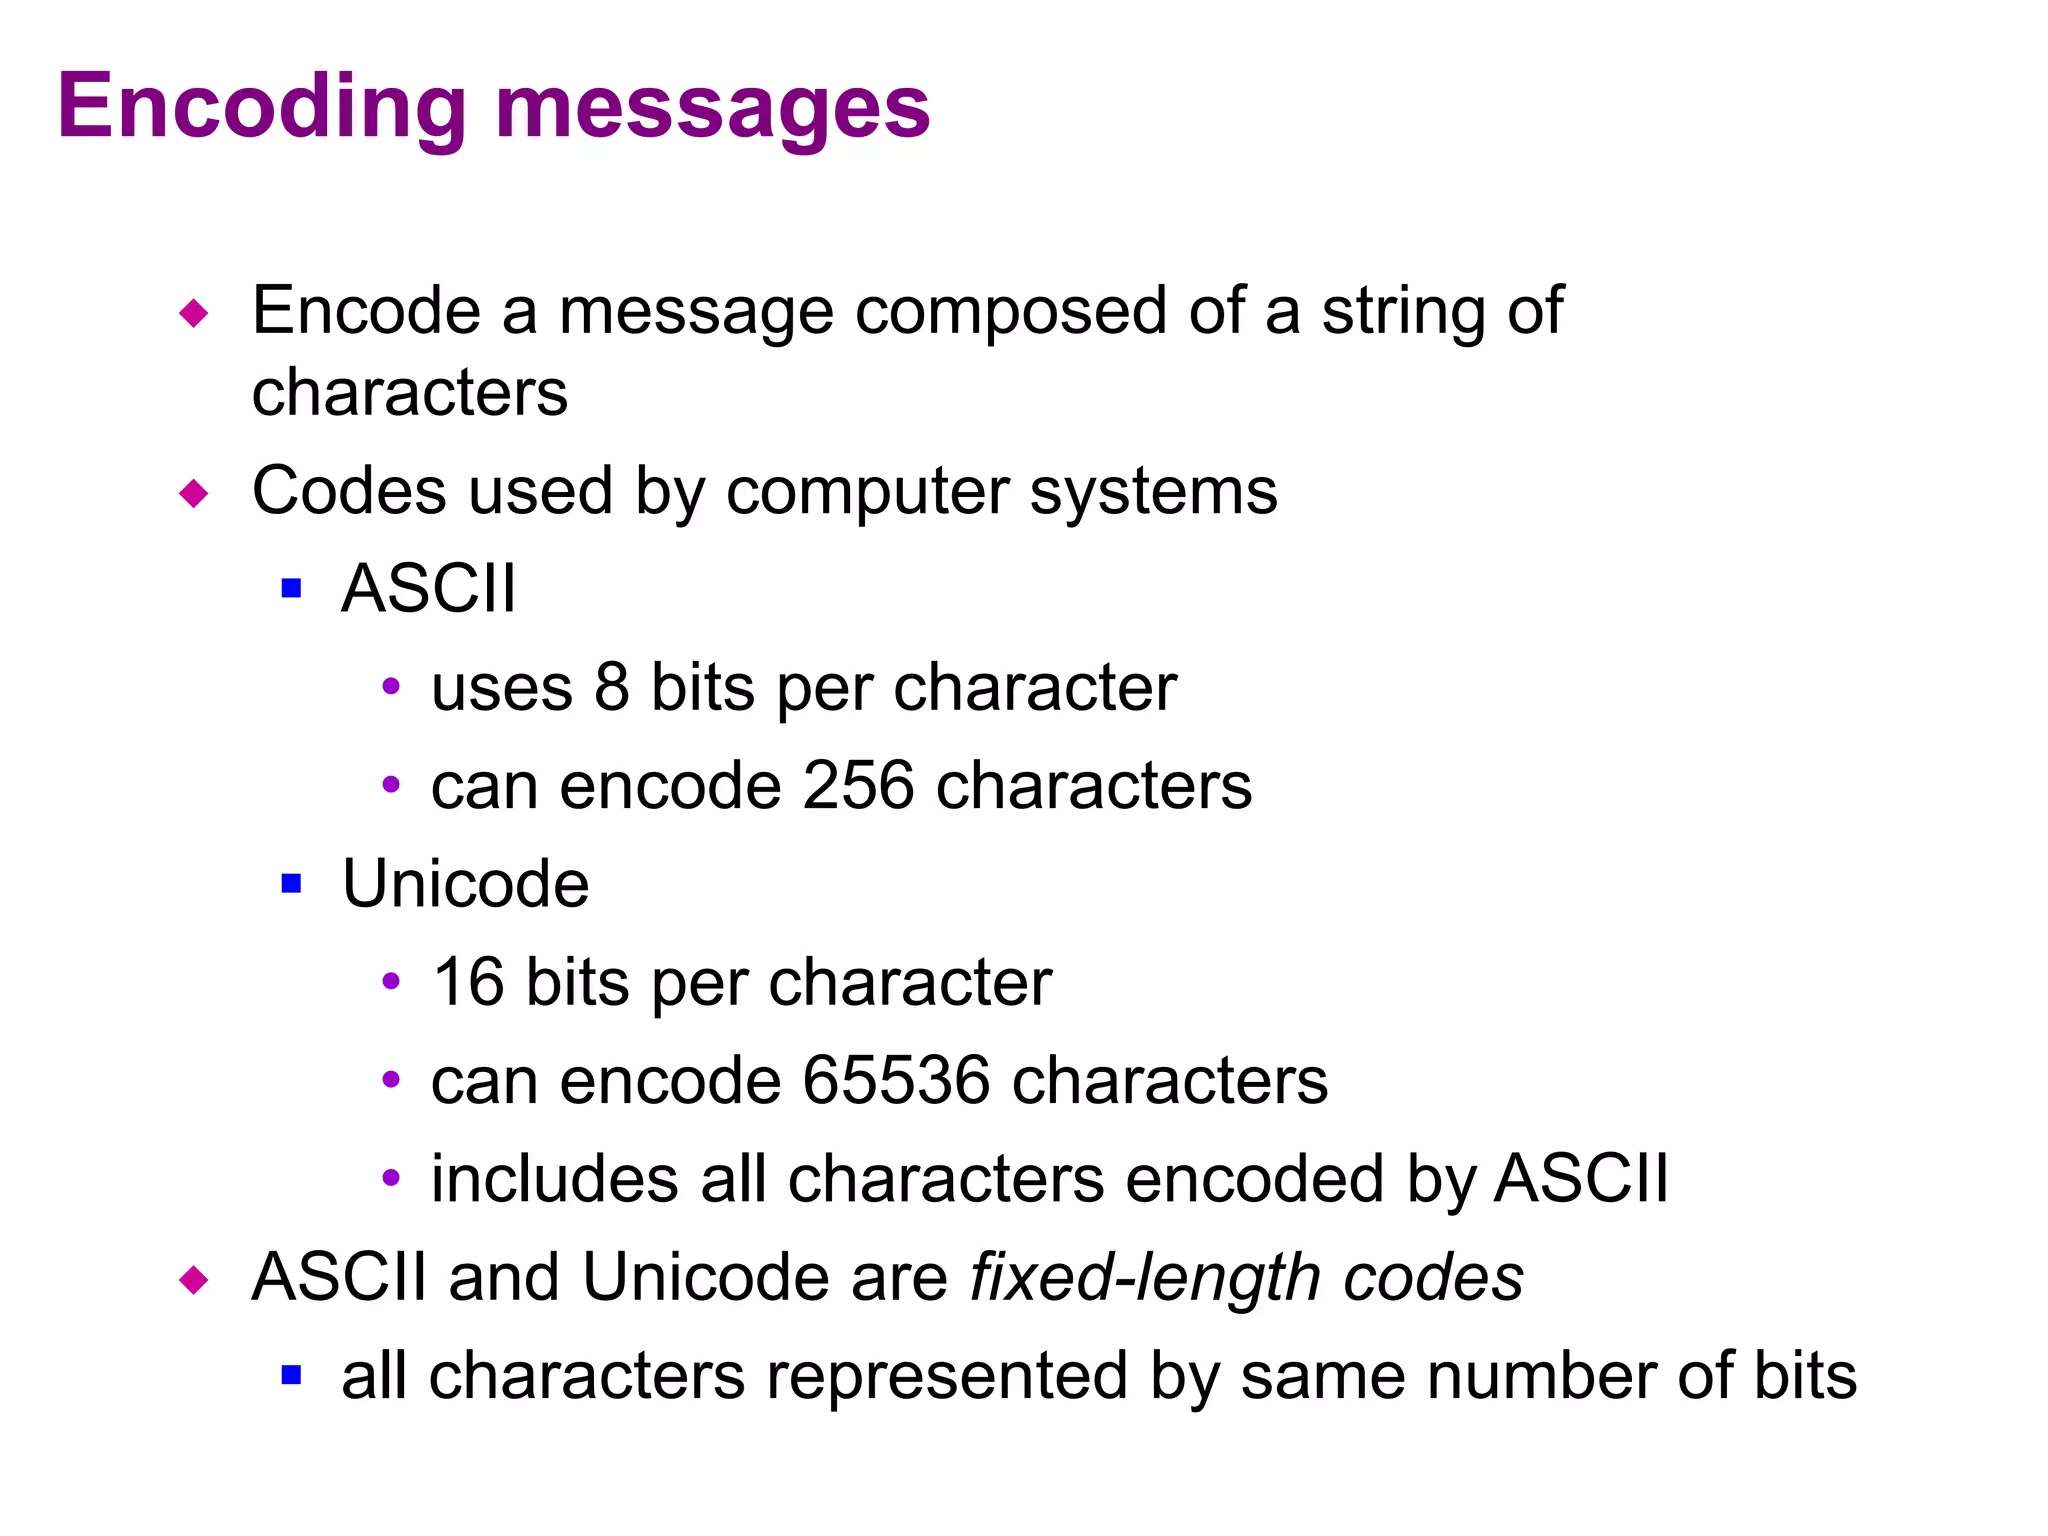 Encoding messages
Encode a message composed of a string of
characters
Codes used by computer systems
ASCII
uses 8 bits per character
can encode 256 characters
Unicode
16 bits per character
can encode 65536 characters
includes all characters encoded by ASCII
ASCII and Unicode are fixed-length codes
all characters represented by same number of bits